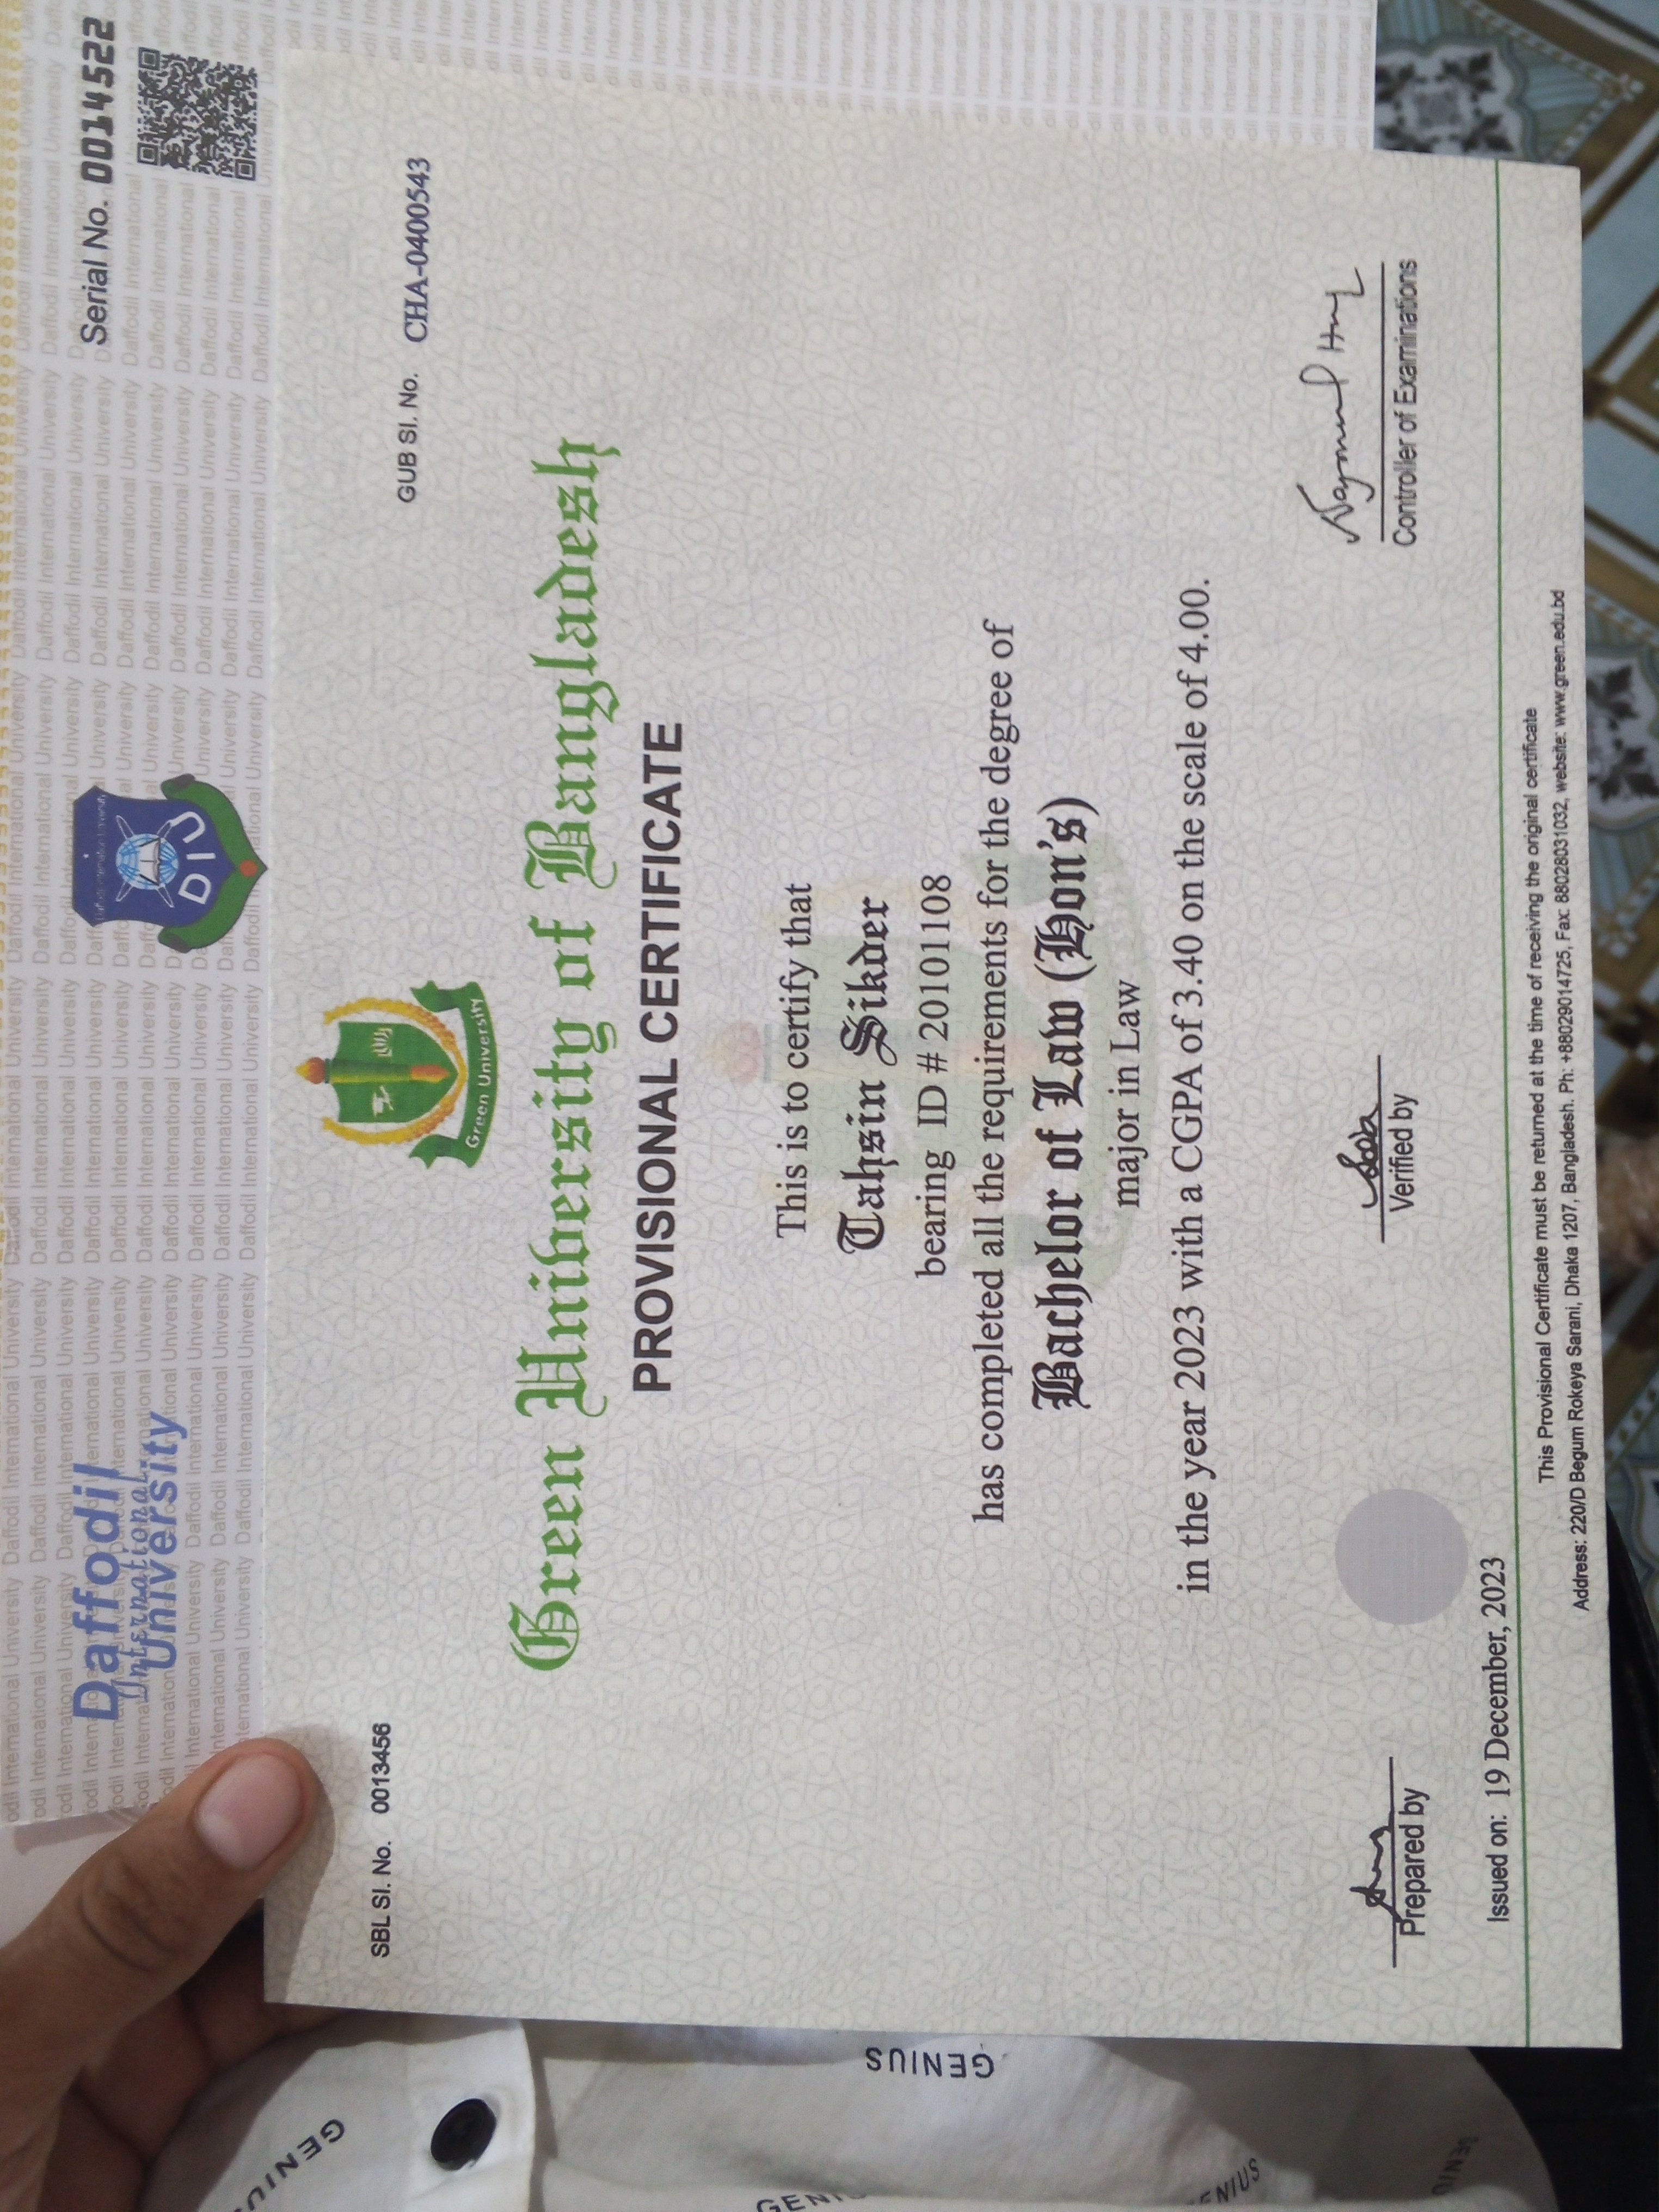 Daffodil
International
University
DIU
Serial No. 0014522
SBL Sl. No. 0013456
GUB Sl. No. CHA-0400543
Green University
Green University of Bangladesh
PROVISIONAL CERTIFICATE
This is to certify that
Tahsin Sikder
bearing ID # 20101108
has completed all the requirements for the degree of
Bachelor of Law (Hon's)
major in Law
in the year 2023 with a CGPA of 3.40 on the scale of 4.00.
Prepared by
Verified by
Controller of Examinations
Issued on: 19 December, 2023
This Provisional Certificate must be returned at the time of receiving the original certificate
Address: 220/D Begum Rokeya Sarani, Dhaka 1207, Bangladesh. Ph: +88029014725, Fax: 88028031032, website: www.green.edu.bd
GENIUS
GENIUS